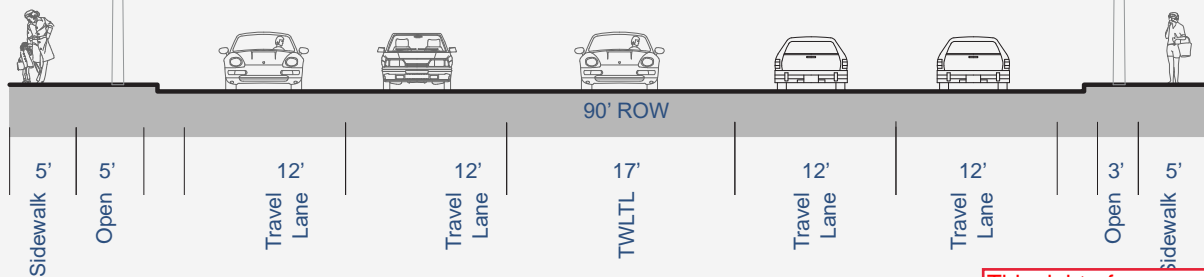 90’ ROW
5’
5’
12’
12’
17’
12’
12’
3’
5’
Sidewalk
Open
Travel
Lane
Travel
Lane
TWLTL
Travel
Lane
Travel
Lane
Open
Sidewalk